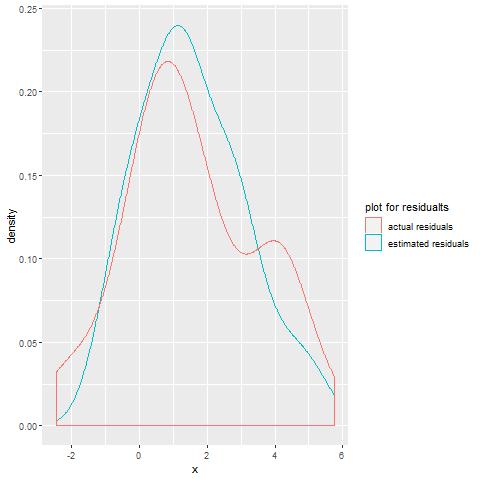 0.25
0.20
0.15
0.10
0.05
0.00
density
-2 0 2 4 6
x
plot for residualts
actual residuals
estimated residuals